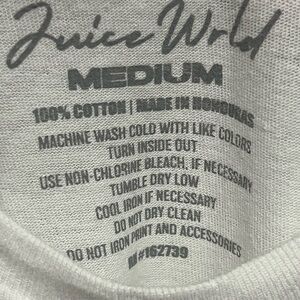 Juice Wrld
MEDIUM
100% COTTON | MADE IN HONDURAS
MACHINE WASH COLD WITH LIKE COLORS
TURN INSIDE OUT
USE NON-CHLORINE BLEACH, IF NECESSARY
TUMBLE DRY LOW
COOL IRON IF NECESSARY
DO NOT DRY CLEAN
DO NOT IRON PRINT AND ACCESSORIES
#162739